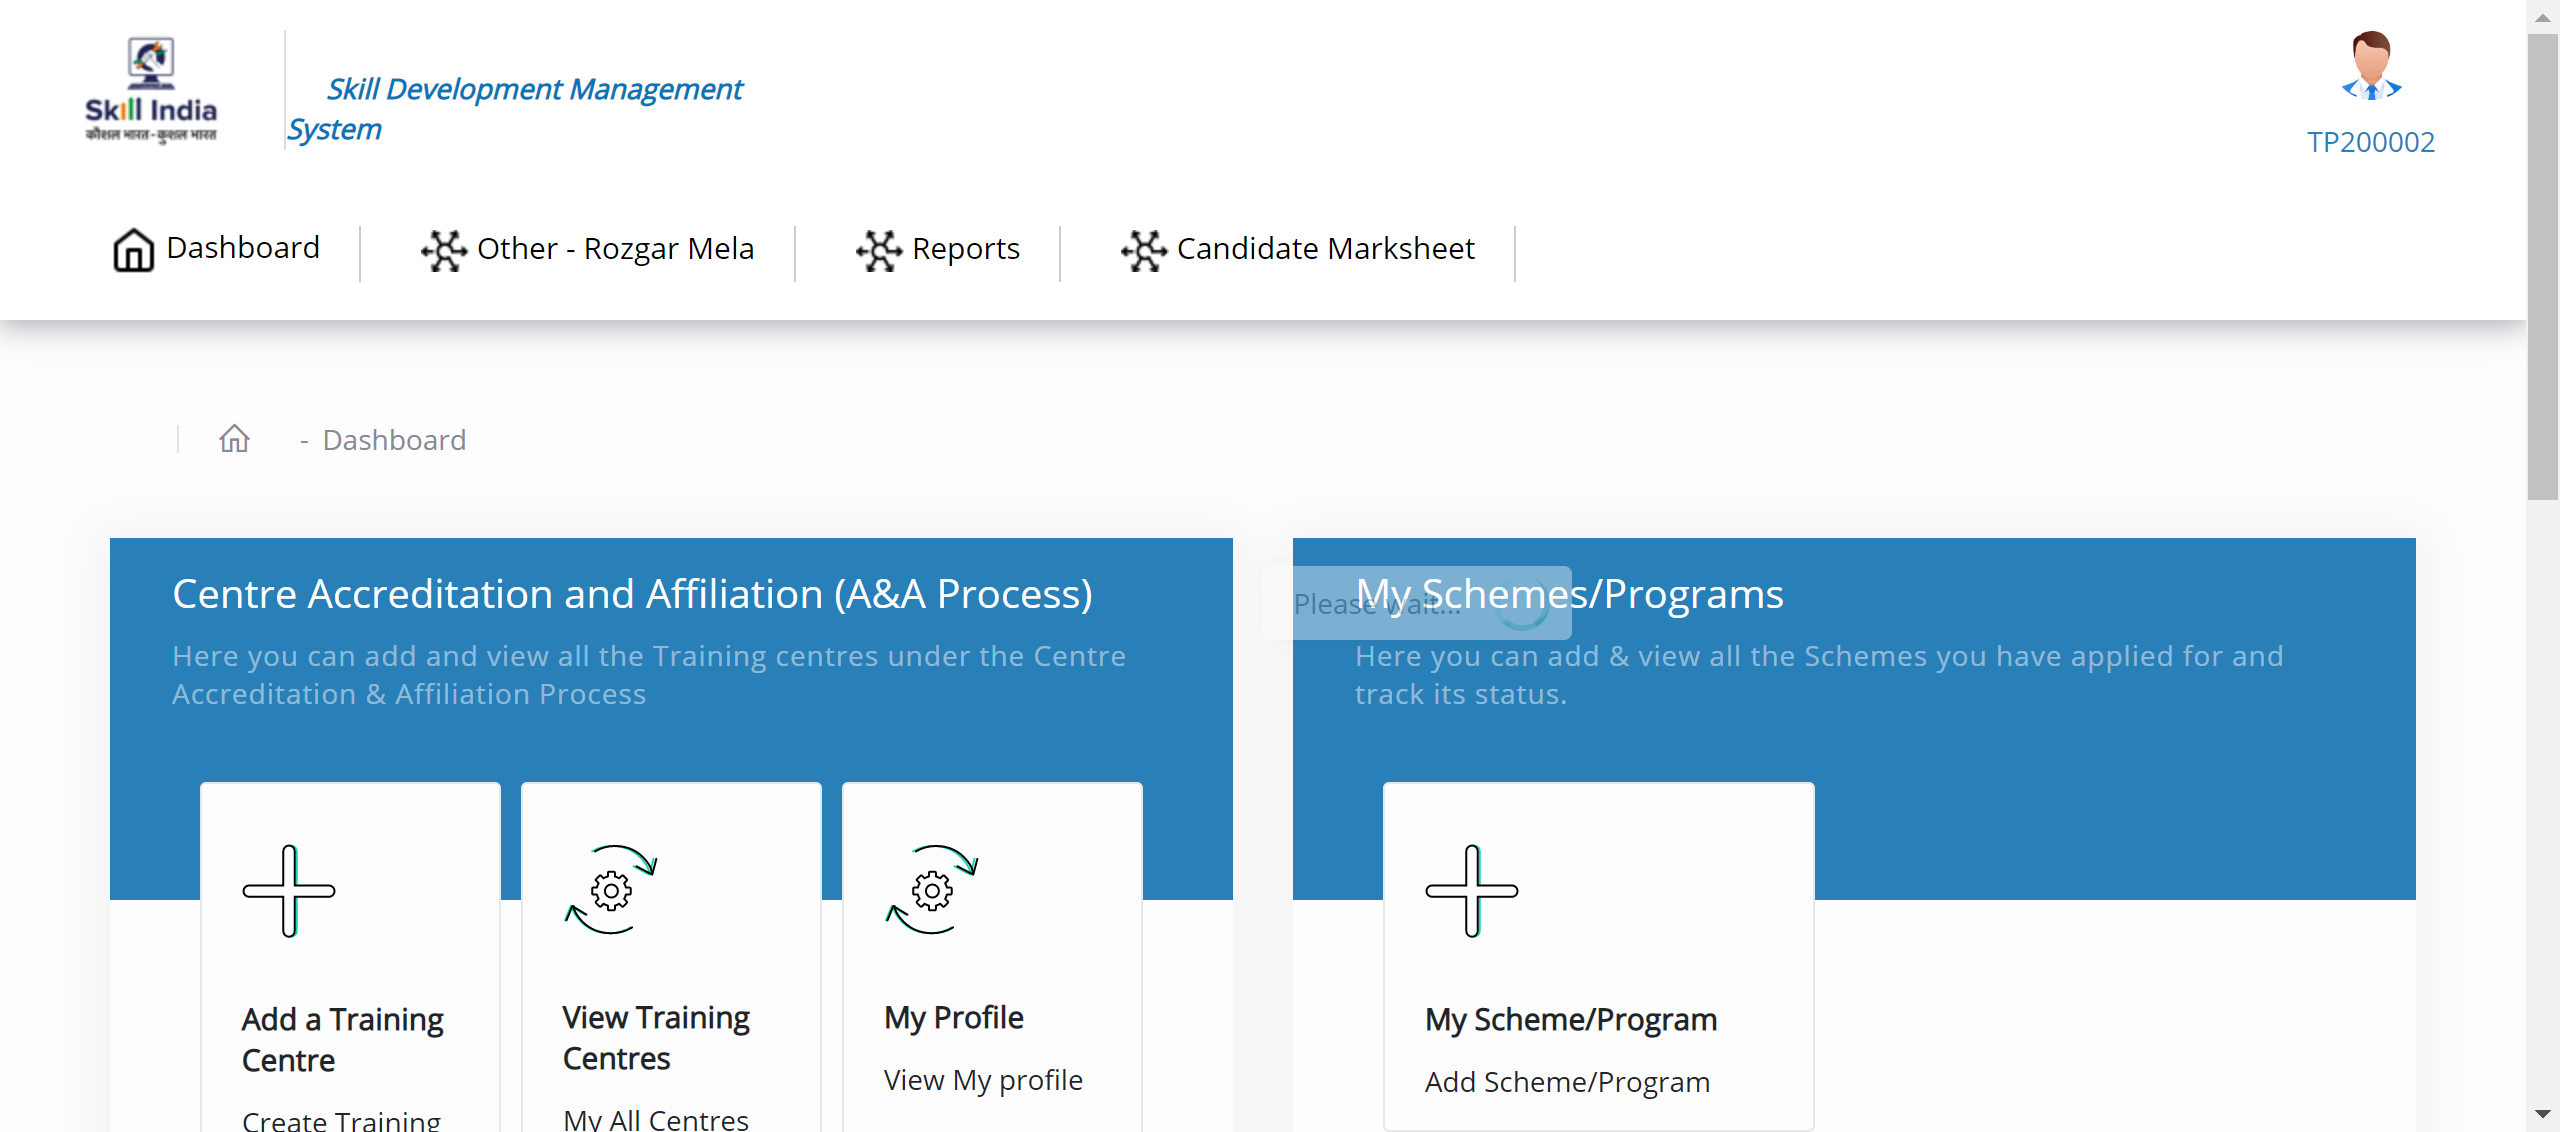 Skill India
कौशल भारत-कुशल भारत
Skill Development Management
System
TP200002
Dashboard
Other - Rozgar Mela
Reports
Candidate Marksheet
- Dashboard
Centre Accreditation and Affiliation (A&A Process)
Here you can add and view all the Training centres under the Centre
Accreditation & Affiliation Process
Please wait...
My Schemes/Programs
Here you can add & view all the Schemes you have applied for and
track its status.
Add a Training
Centre
Create Training
View Training
Centres
My All Centres
My Profile
View My profile
My Scheme/Program
Add Scheme/Program